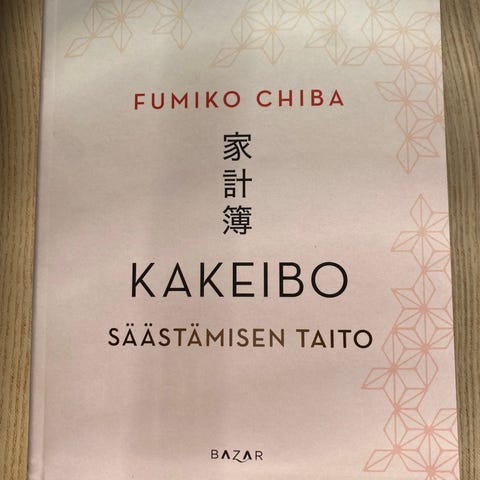 FUMIKO CHIBA
家
計
簿
KAKEIBO
SÄÄSTÄMISEN TAITO
BAZAR